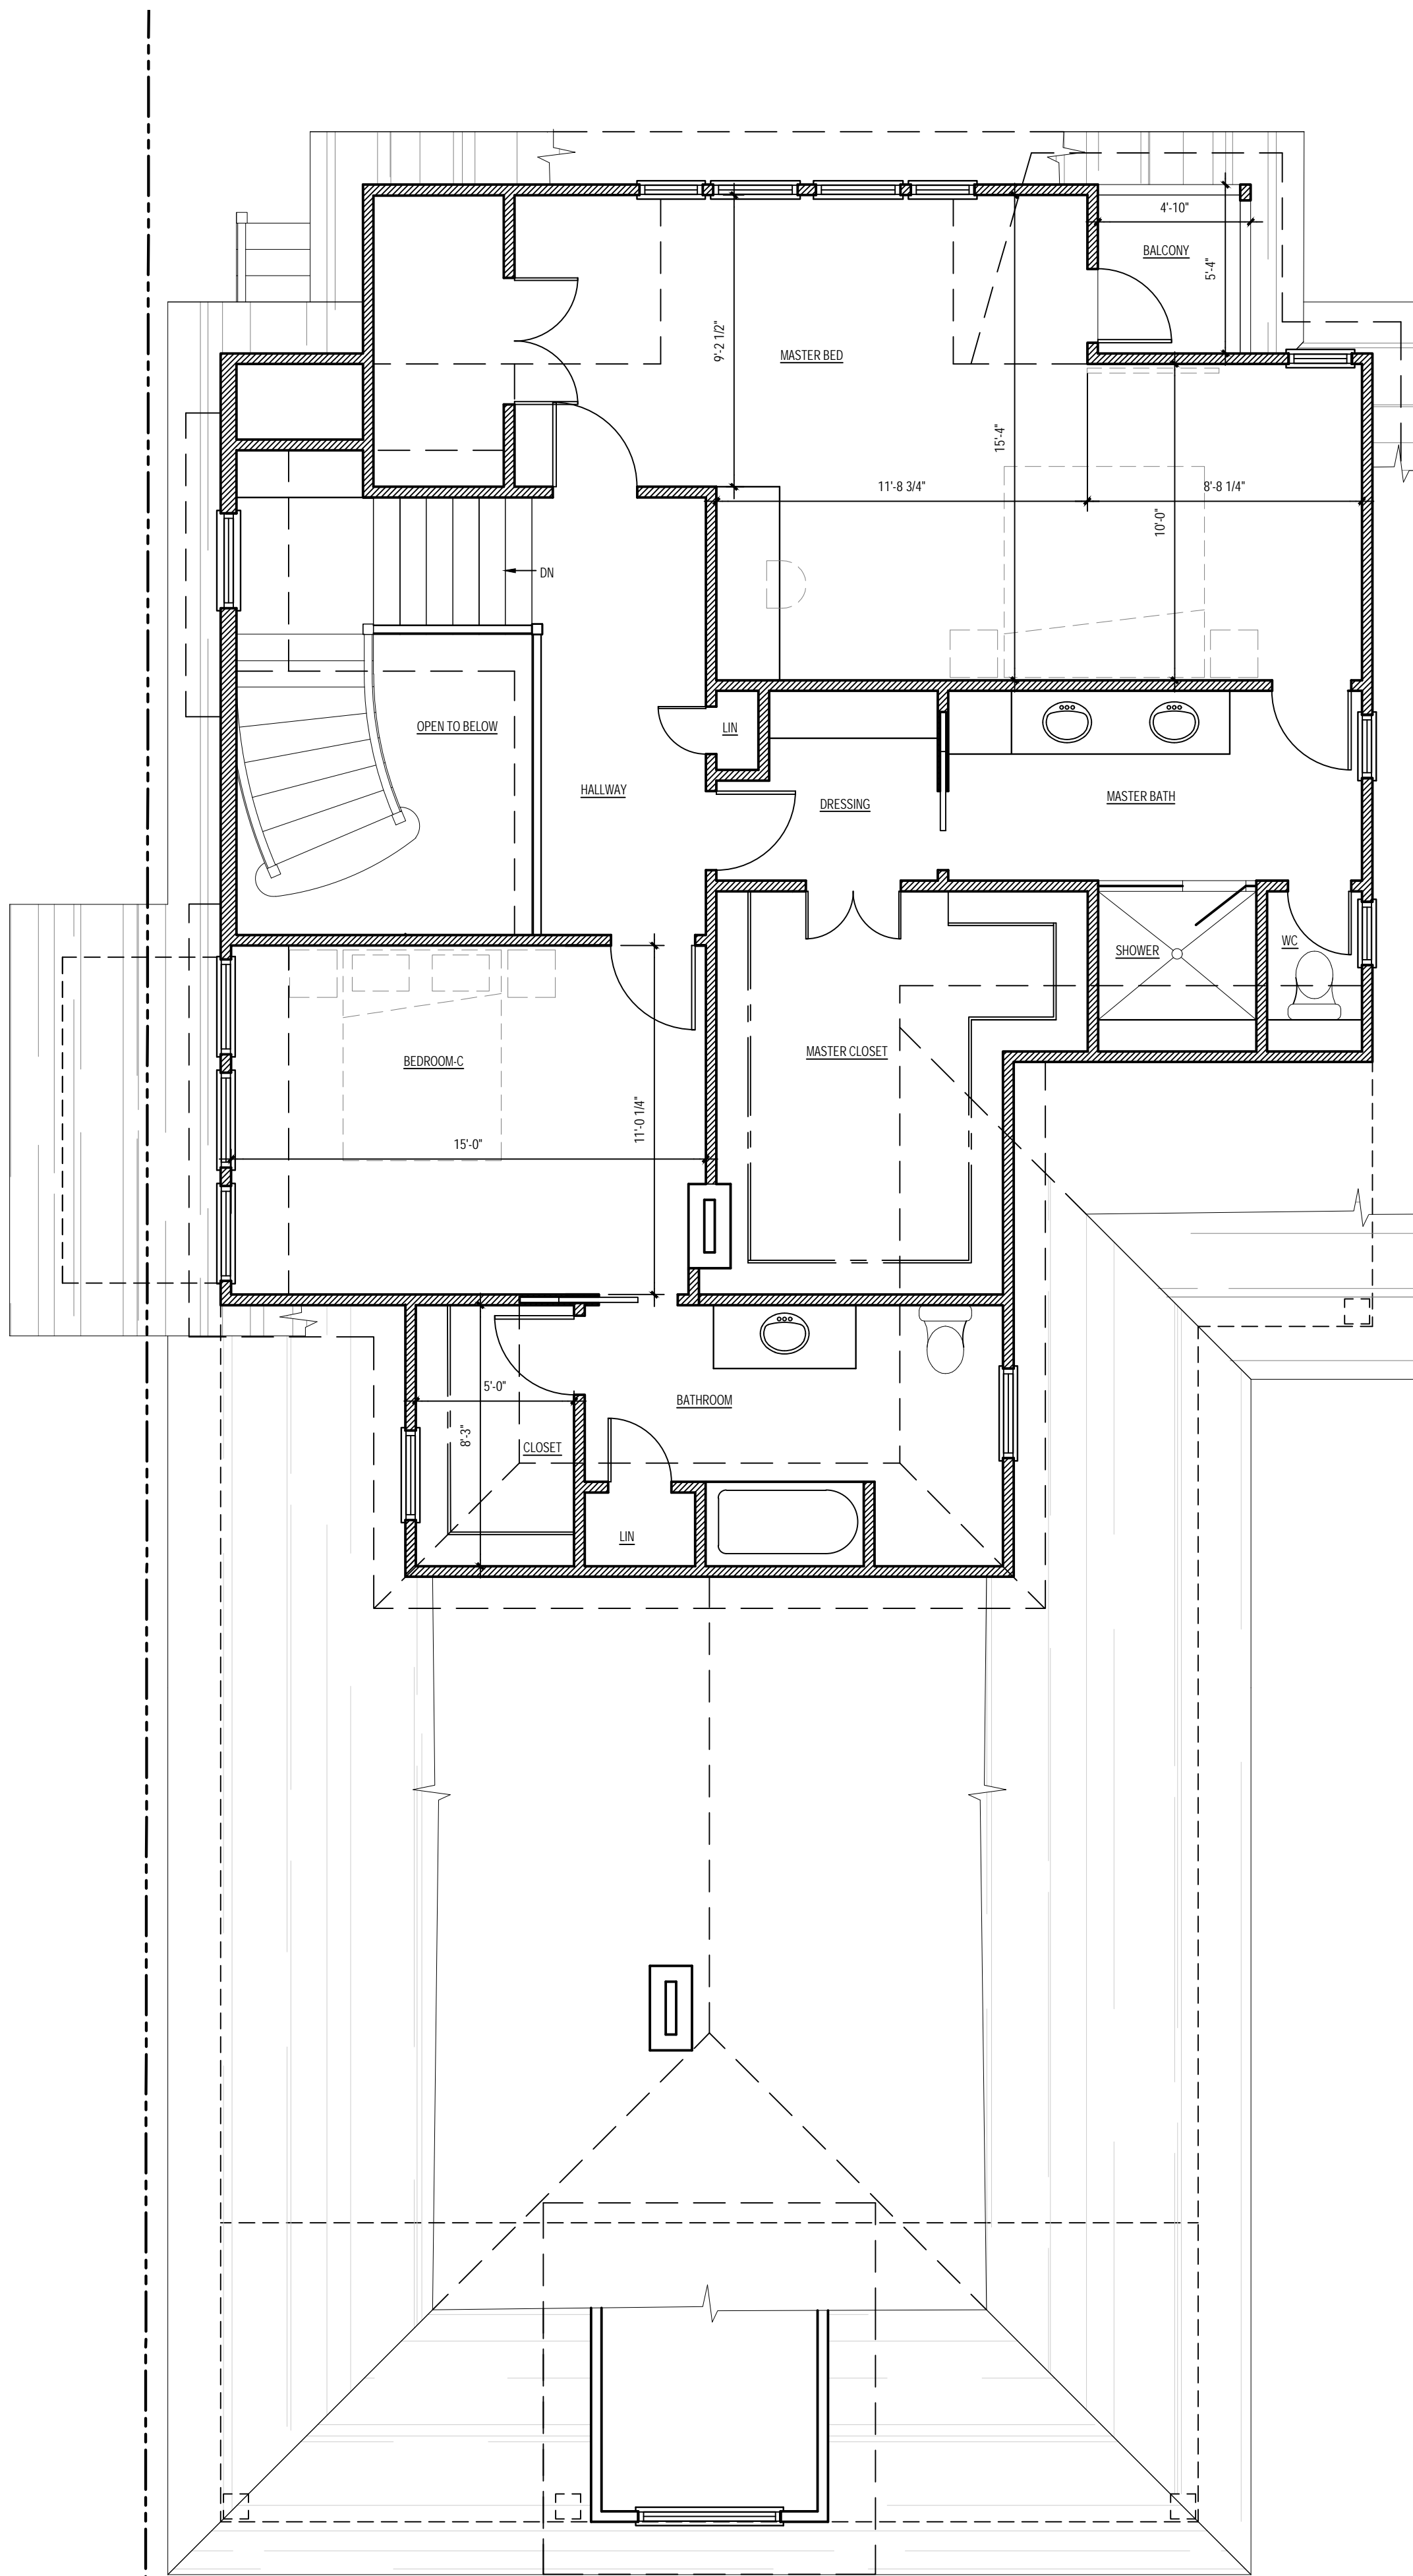 4'-10"
BALCONY
5'-4"
9'-2 1/2"
MASTER BED
15'-4"
11'-8 3/4"
8'-8 1/4"
10'-0"
DN
OPEN TO BELOW
LIN
HALLWAY
DRESSING
MASTER BATH
SHOWER
WC
MASTER CLOSET
BEDROOM-C
11'-0 1/4"
15'-0"
5'-0"
BATHROOM
8'-3"
CLOSET
LIN